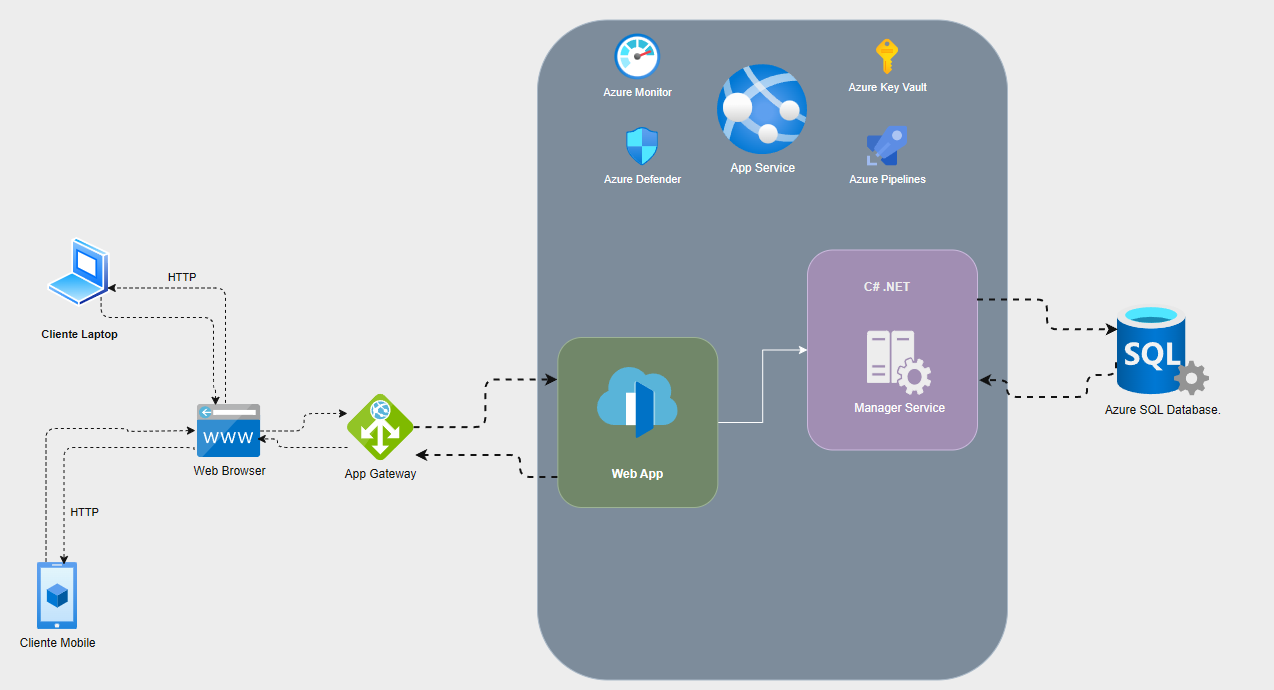 Azure Monitor
Azure Key Vault
App Service
Azure Defender
Azure Pipelines
HTTP
C# .NET
Cliente Laptop
SQL
Manager Service
Azure SQL Database.
WWW
Web Browser
App Gateway
Web App
HTTP
Cliente Mobile